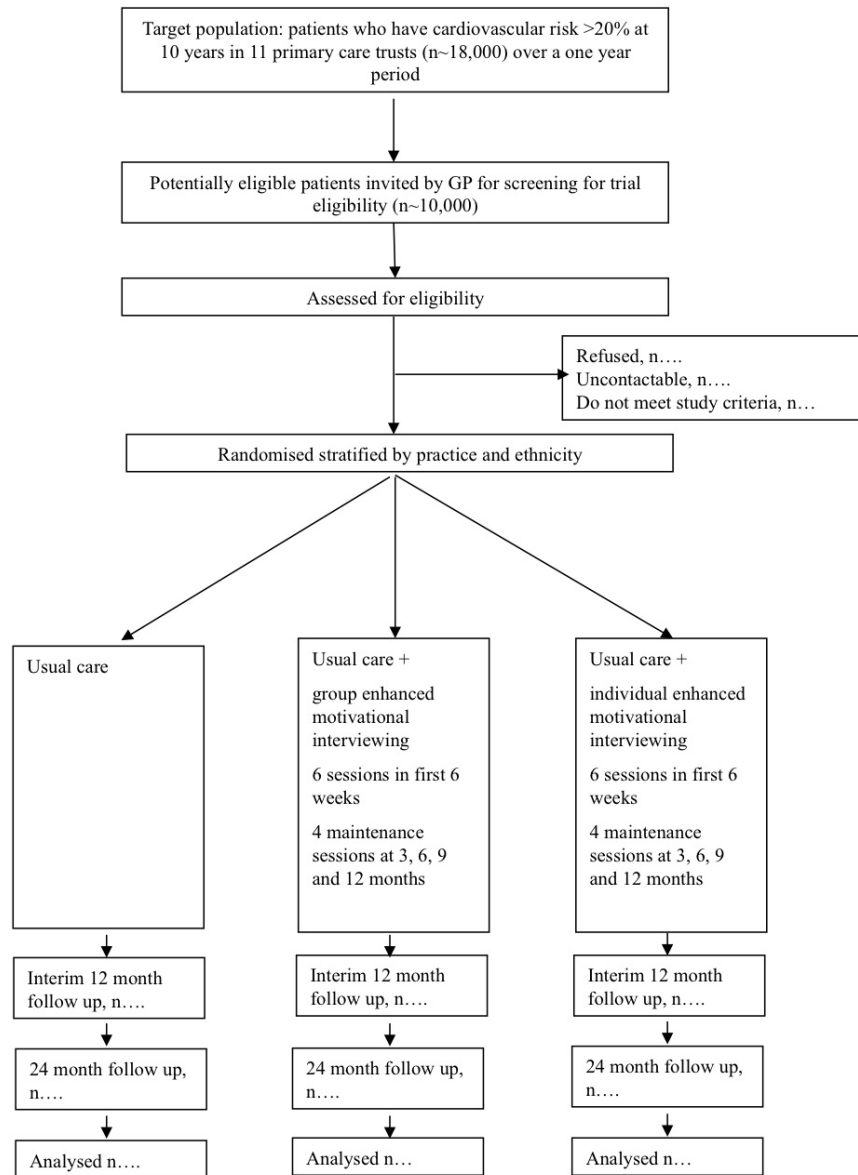 Target population: patients who have cardiovascular risk >20% at
10 years in 11 primary care trusts (n~18,000) over a one year
period
Potentially eligible patients invited by GP for screening for trial
eligibility (n~10,000)
Assessed for eligibility
Refused, n….
Uncontactable, n….
Do not meet study criteria, n…
Randomised stratified by practice and ethnicity
Usual care
Usual care +
group enhanced
motivational
interviewing
6 sessions in first 6
weeks
4 maintenance
sessions at 3, 6, 9
and 12 months
Usual care +
individual enhanced
motivational
interviewing
6 sessions in first 6
weeks
4 maintenance
sessions at 3, 6, 9
and 12 months
Interim 12 month
follow up, n….
Interim 12 month
follow up, n….
Interim 12 month
follow up, n….
24 month follow up,
n….
24 month follow up,
n….
24 month follow up,
n….
Analysed n….
Analysed n…
Analysed n…